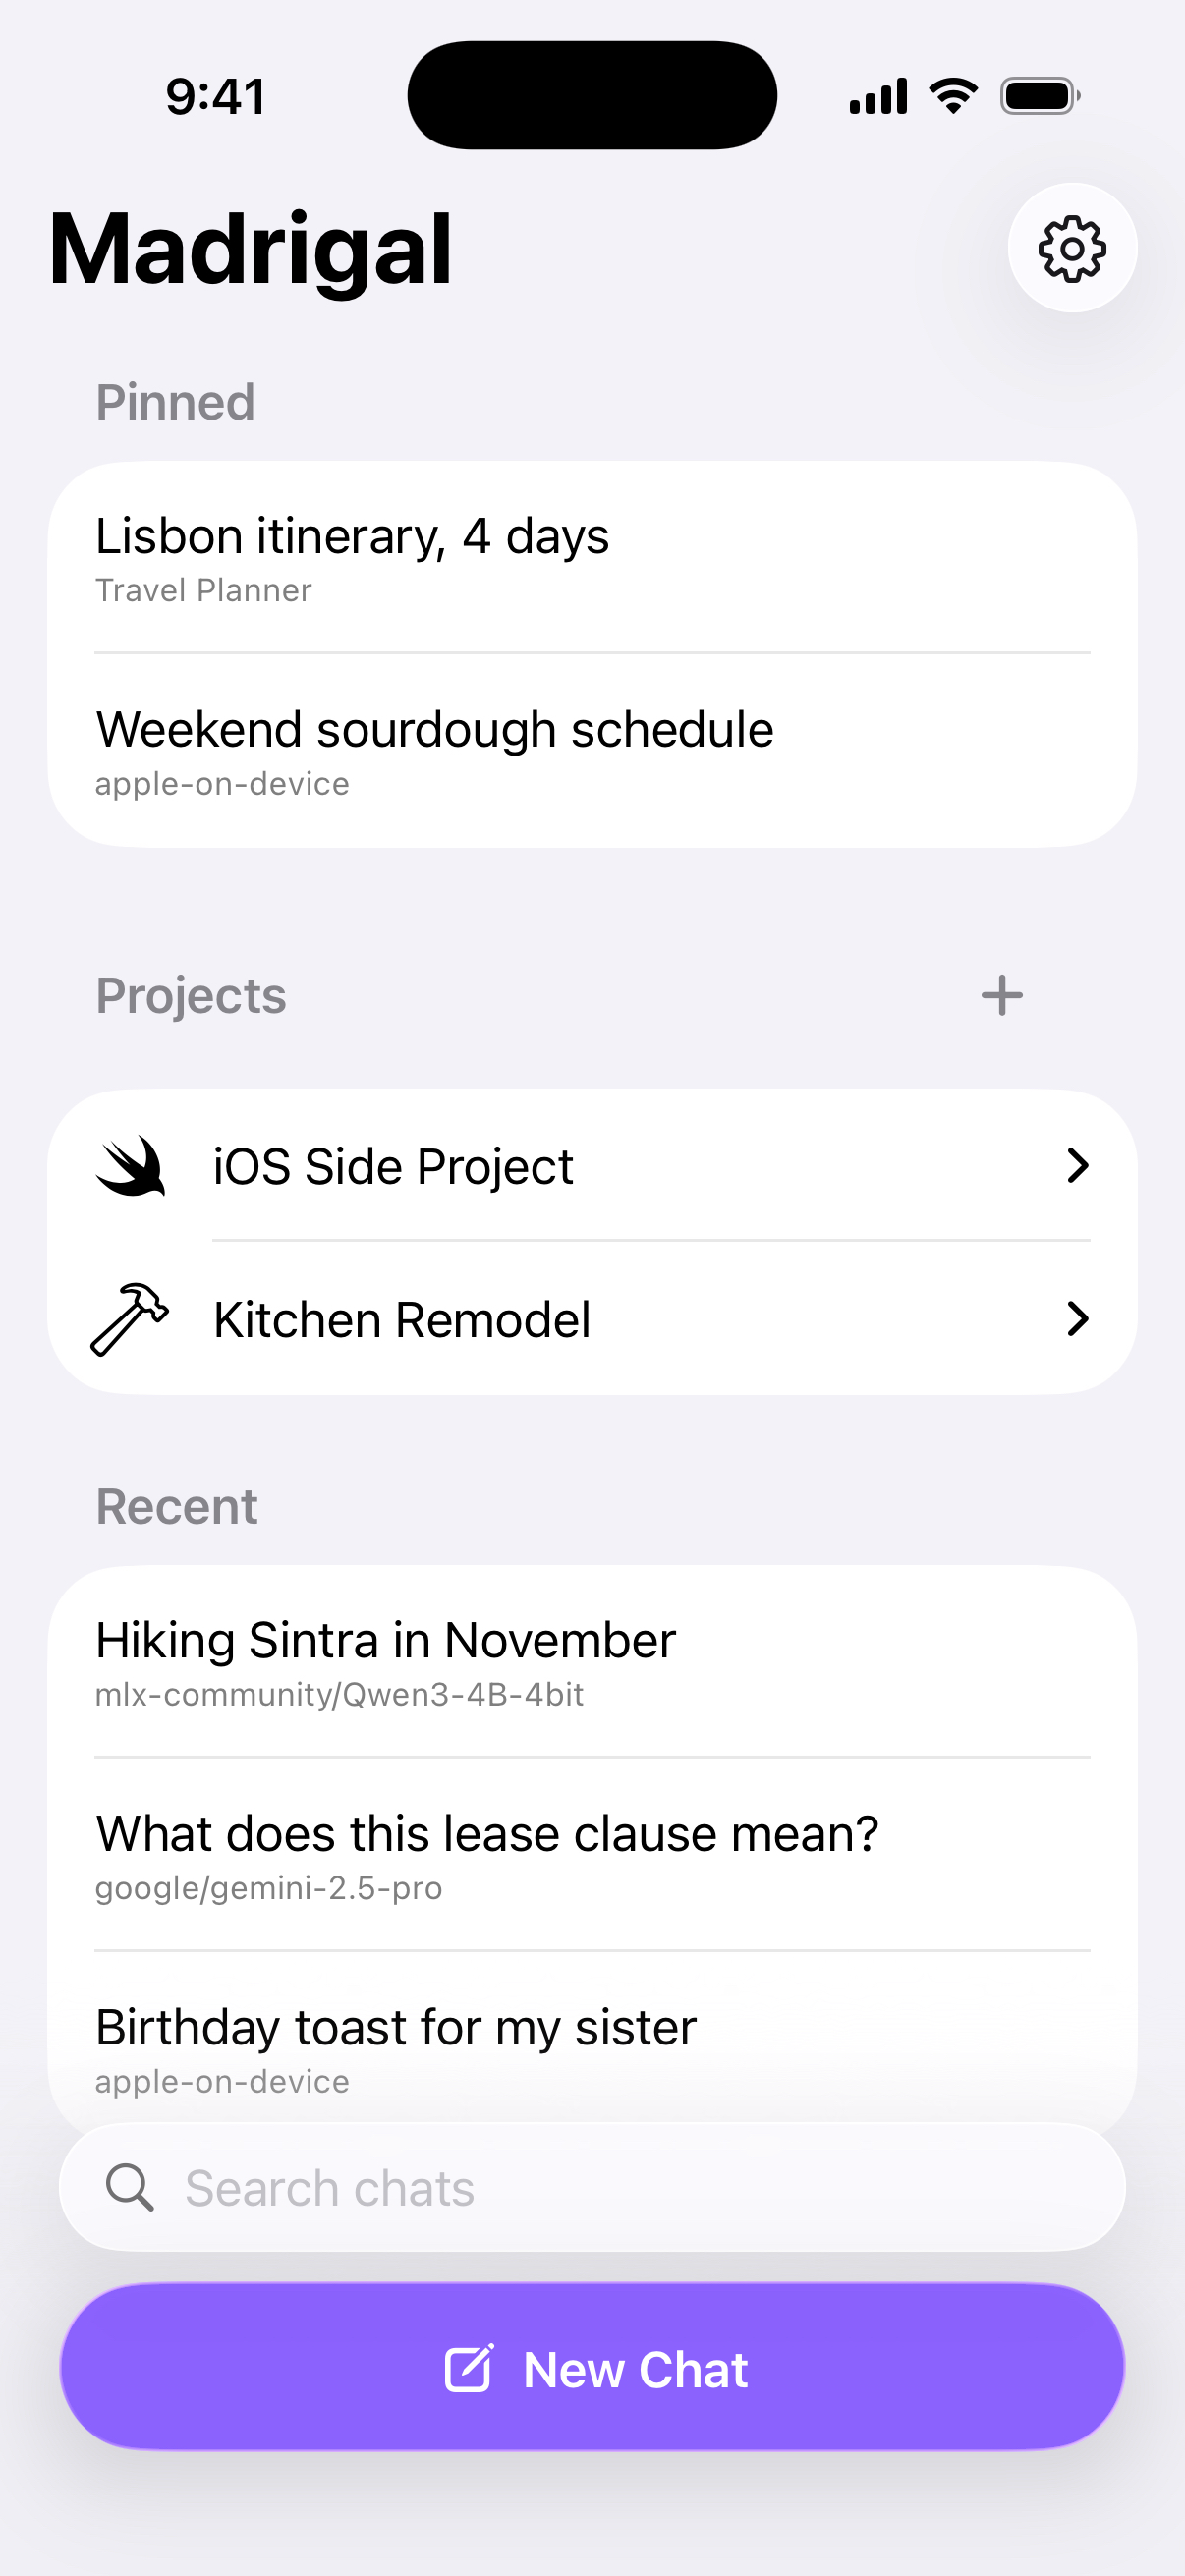 9:41
Madrigal
Pinned
Lisbon itinerary, 4 days
Travel Planner
Weekend sourdough schedule
apple-on-device
Projects
iOS Side Project
Kitchen Remodel
Recent
Hiking Sintra in November
mlx-community/Qwen3-4B-4bit
What does this lease clause mean?
google/gemini-2.5-pro
Birthday toast for my sister
apple-on-device
Search chats
New Chat